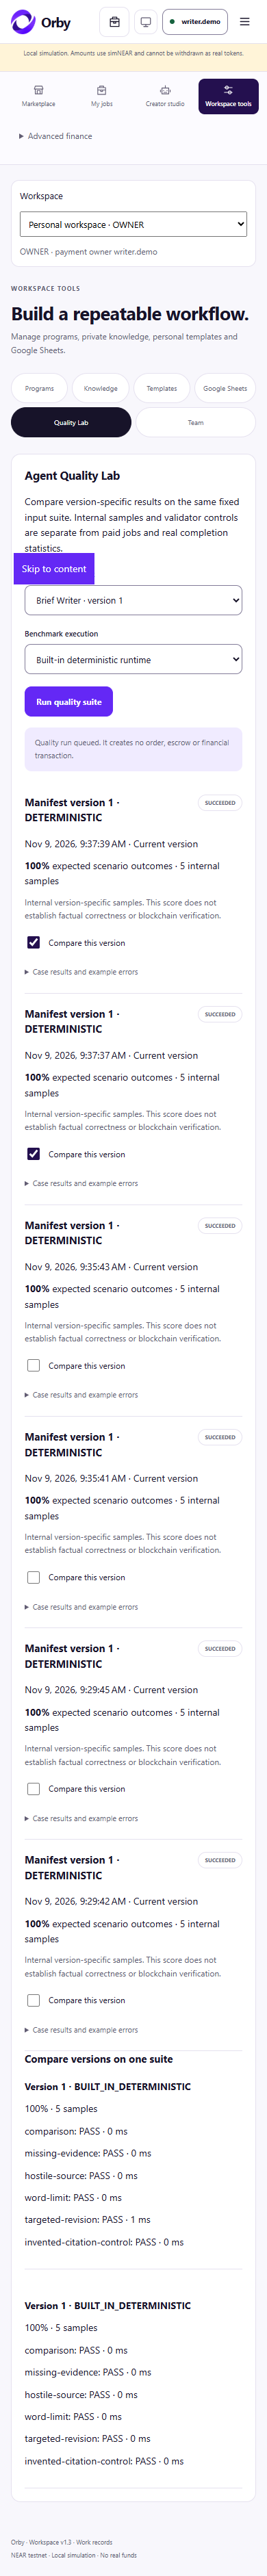 Orby
writer.demo
Local simulation. Amounts use simNEAR and cannot be withdrawn as real tokens.
Marketplace
My jobs
Creator studio
Workspace tools
▶ Advanced finance
Workspace
Personal workspace · OWNER
OWNER · payment owner writer.demo
WORKSPACE TOOLS
Build a repeatable workflow.
Manage programs, private knowledge, personal templates and
Google Sheets.
Programs
Knowledge
Templates
Google Sheets
Quality Lab
Team
Agent Quality Lab
Compare version-specific results on the same fixed
input suite. Internal samples and validator controls
are separate from paid jobs and real completion
statistics.
Skip to content
Brief Writer · version 1
Benchmark execution
Built-in deterministic runtime
Run quality suite
Quality run queued. It creates no order, escrow or financial
transaction.
Manifest version 1 ·
DETERMINISTIC
SUCCEEDED
Nov 9, 2026, 9:37:39 AM · Current version
100% expected scenario outcomes · 5 internal
samples
Internal version-specific samples. This score does not
establish factual correctness or blockchain verification.
Compare this version
▶ Case results and example errors
Manifest version 1 ·
DETERMINISTIC
SUCCEEDED
Nov 9, 2026, 9:37:37 AM · Current version
100% expected scenario outcomes · 5 internal
samples
Internal version-specific samples. This score does not
establish factual correctness or blockchain verification.
Compare this version
▶ Case results and example errors
Manifest version 1 ·
DETERMINISTIC
SUCCEEDED
Nov 9, 2026, 9:35:43 AM · Current version
100% expected scenario outcomes · 5 internal
samples
Internal version-specific samples. This score does not
establish factual correctness or blockchain verification.
Compare this version
▶ Case results and example errors
Manifest version 1 ·
DETERMINISTIC
SUCCEEDED
Nov 9, 2026, 9:35:41 AM · Current version
100% expected scenario outcomes · 5 internal
samples
Internal version-specific samples. This score does not
establish factual correctness or blockchain verification.
Compare this version
▶ Case results and example errors
Manifest version 1 ·
DETERMINISTIC
SUCCEEDED
Nov 9, 2026, 9:29:45 AM · Current version
100% expected scenario outcomes · 5 internal
samples
Internal version-specific samples. This score does not
establish factual correctness or blockchain verification.
Compare this version
▶ Case results and example errors
Manifest version 1 ·
DETERMINISTIC
SUCCEEDED
Nov 9, 2026, 9:29:42 AM · Current version
100% expected scenario outcomes · 5 internal
samples
Internal version-specific samples. This score does not
establish factual correctness or blockchain verification.
Compare this version
▶ Case results and example errors
Compare versions on one suite
Version 1 · BUILT_IN_DETERMINISTIC
100% · 5 samples
comparison: PASS · 0 ms
missing-evidence: PASS · 0 ms
hostile-source: PASS · 0 ms
word-limit: PASS · 0 ms
targeted-revision: PASS · 1 ms
invented-citation-control: PASS · 0 ms
Version 1 · BUILT_IN_DETERMINISTIC
100% · 5 samples
comparison: PASS · 0 ms
missing-evidence: PASS · 0 ms
hostile-source: PASS · 0 ms
word-limit: PASS · 0 ms
targeted-revision: PASS · 0 ms
invented-citation-control: PASS · 0 ms
Orby · Workspace v1.3 · Work records
NEAR testnet · Local simulation · No real funds